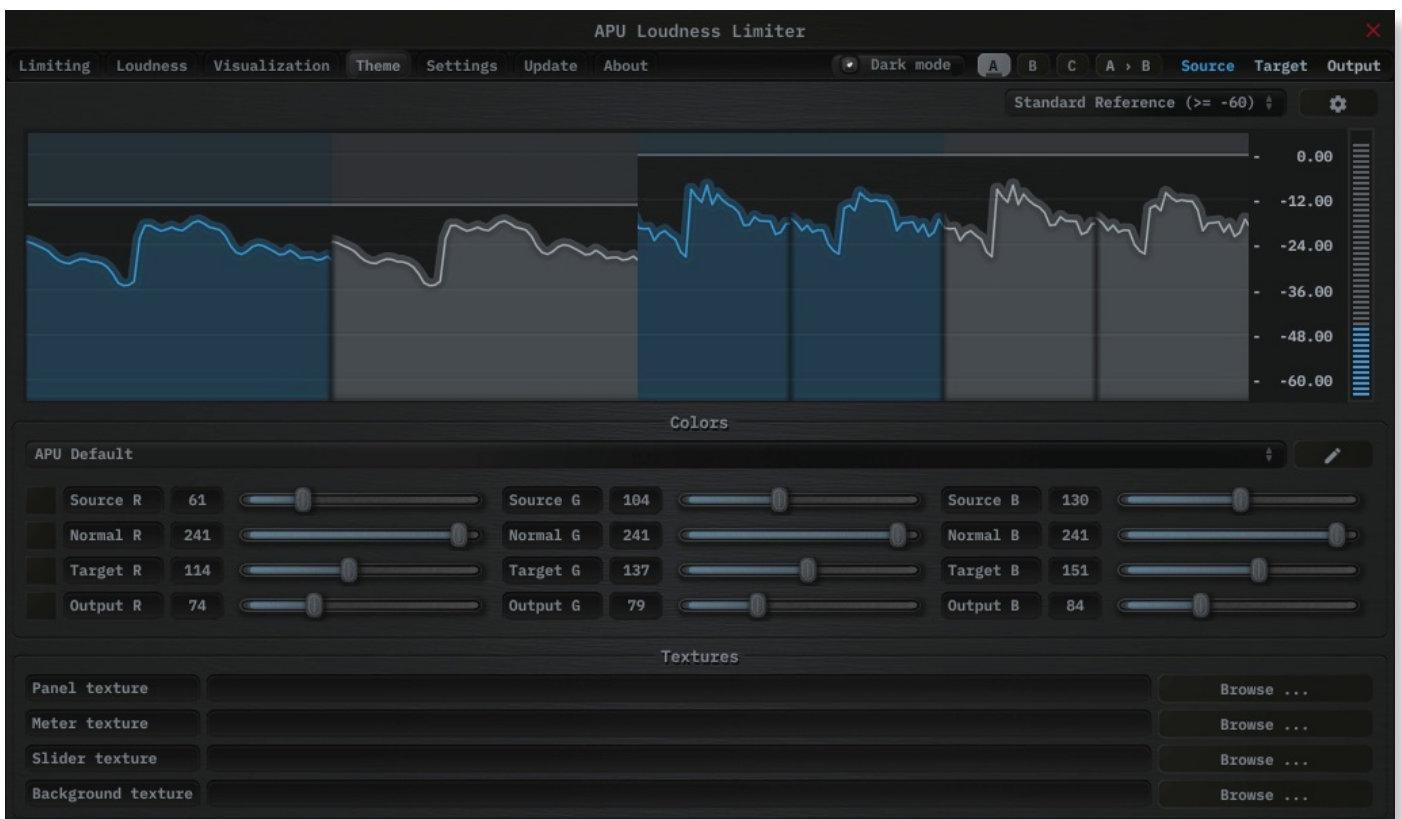 APU Loudness Limiter
Limiting Loudness Visualization Theme Settings Update About Dark mode A B C A › B Source Target Output
Standard Reference (>= -60)
- 0.00
- -12.00
- -24.00
- -36.00
- -48.00
- -60.00
Colors
APU Default
Source R 61 Source G 104 Source B 130
Normal R 241 Normal G 241 Normal B 241
Target R 114 Target G 137 Target B 151
Output R 74 Output G 79 Output B 84
Textures
Panel texture Browse ...
Meter texture Browse ...
Slider texture Browse ...
Background texture Browse ...